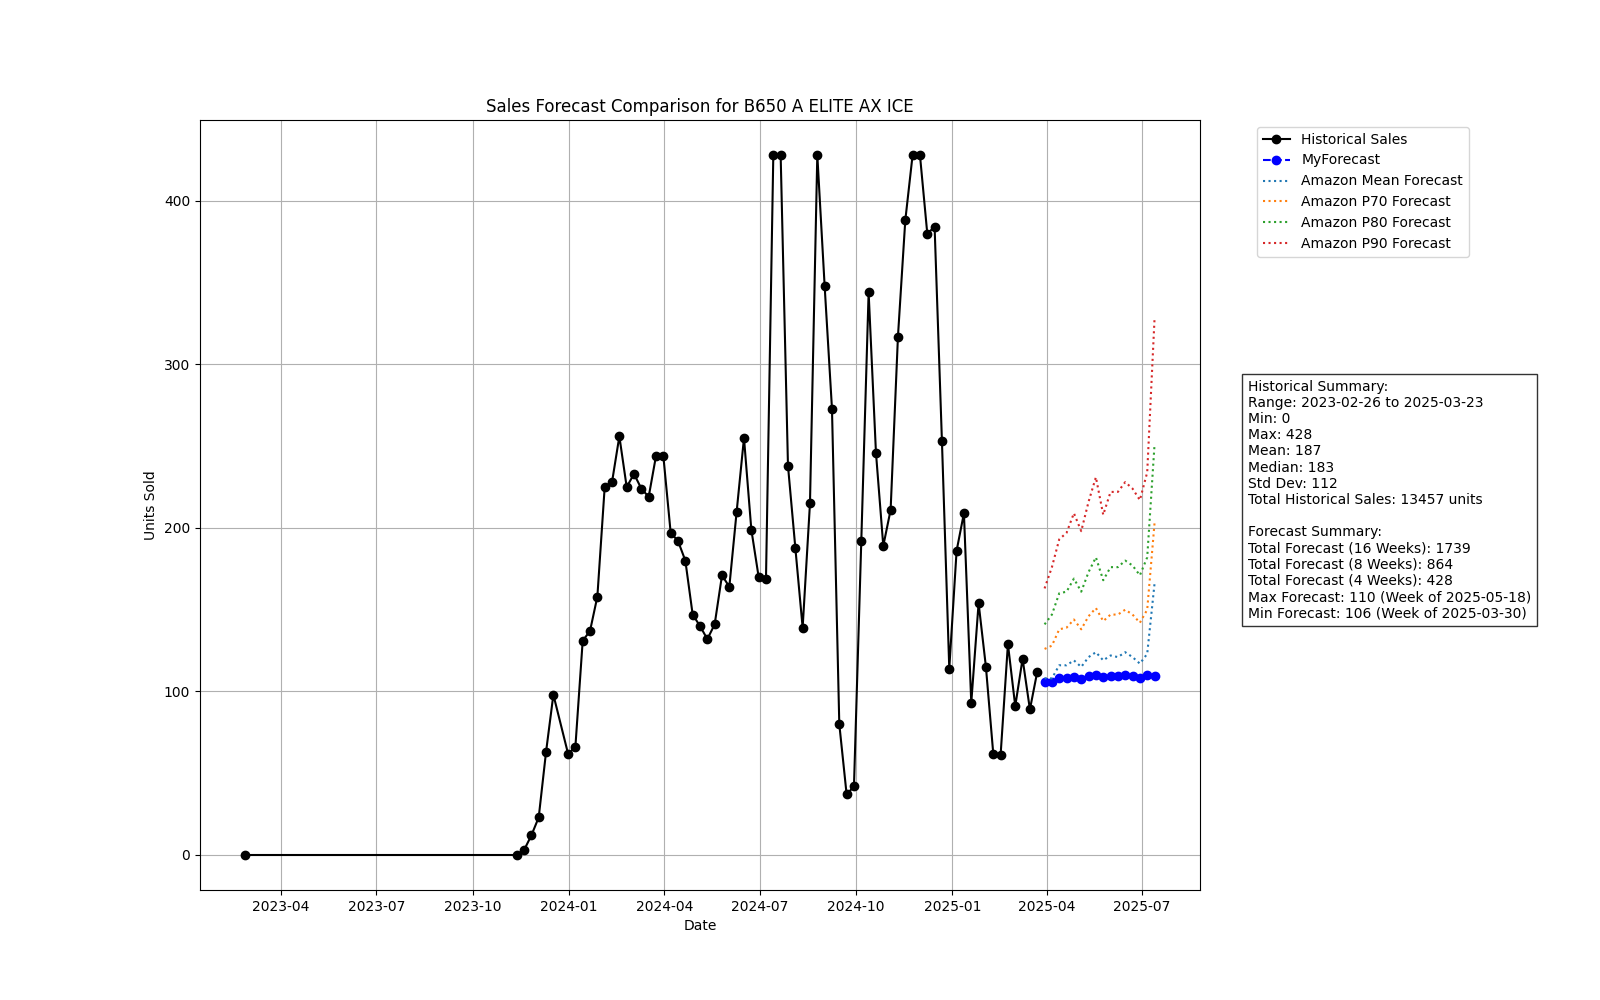 Sales Forecast Comparison for B650 A ELITE AX ICE
Units Sold
400
300
200
100
0
2023-04
2023-07
2023-10
2024-01
2024-04
2024-07
2024-10
2025-01
2025-04
2025-07
Date
Historical Sales
MyForecast
Amazon Mean Forecast
Amazon P70 Forecast
Amazon P80 Forecast
Amazon P90 Forecast
Historical Summary:
Range: 2023-02-26 to 2025-03-23
Min: 0
Max: 428
Mean: 187
Median: 183
Std Dev: 112
Total Historical Sales: 13457 units
Forecast Summary:
Total Forecast (16 Weeks): 1739
Total Forecast (8 Weeks): 864
Total Forecast (4 Weeks): 428
Max Forecast: 110 (Week of 2025-05-18)
Min Forecast: 106 (Week of 2025-03-30)